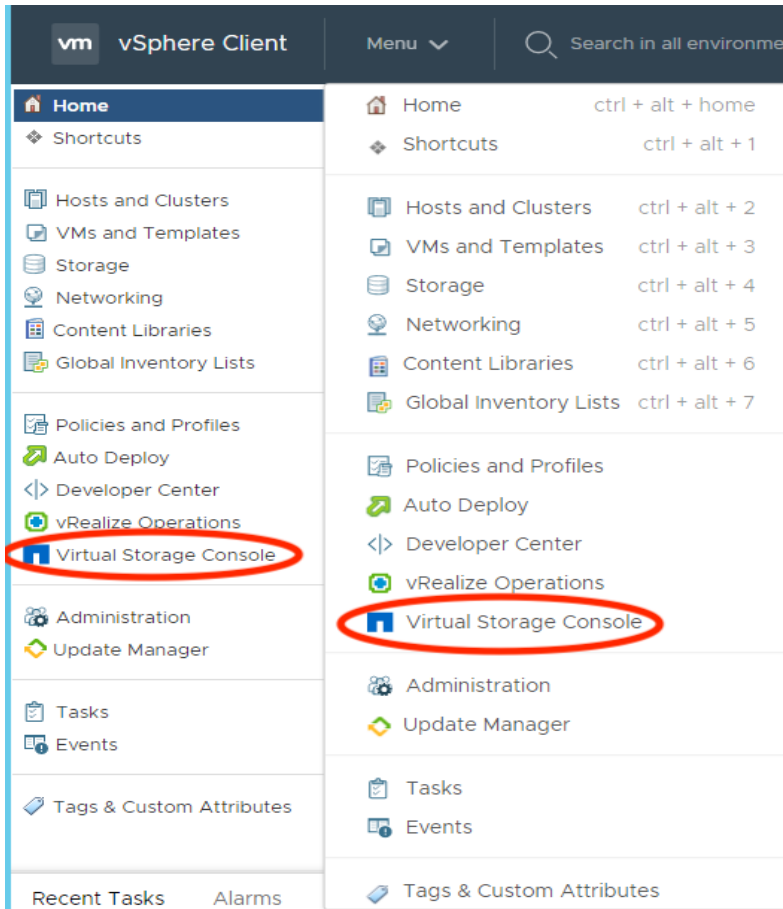 vm vSphere Client Menu Search in all environme
Home
Shortcuts
Hosts and Clusters
VMs and Templates
Storage
Networking
Content Libraries
Global Inventory Lists
Policies and Profiles
Auto Deploy
Developer Center
vRealize Operations
Virtual Storage Console
Administration
Update Manager
Tasks
Events
Tags & Custom Attributes
Recent Tasks Alarms
Home ctrl + alt + home
Shortcuts ctrl + alt + 1
Hosts and Clusters ctrl + alt + 2
VMs and Templates ctrl + alt + 3
Storage ctrl + alt + 4
Networking ctrl + alt + 5
Content Libraries ctrl + alt + 6
Global Inventory Lists ctrl + alt + 7
Policies and Profiles
Auto Deploy
Developer Center
vRealize Operations
Virtual Storage Console
Administration
Update Manager
Tasks
Events
Tags & Custom Attributes